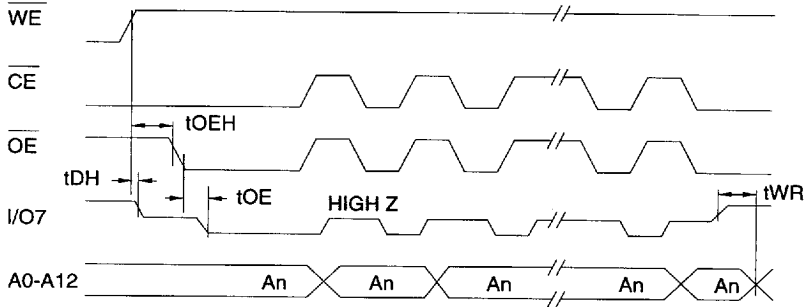 WE
CE
tOEH
OE
tDH
tOE
HIGH Z
tWR
I/O7
A0-A12 An An An An An